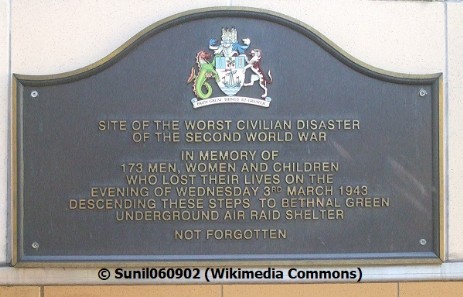 SITE OF THE WORST CIVILIAN DISASTER
OF THE SECOND WORLD WAR
IN MEMORY OF
173 MEN, WOMEN AND CHILDREN
WHO LOST THEIR LIVES ON THE
EVENING OF WEDNESDAY 3RD MARCH 1943
DESCENDING THESE STEPS TO BETHNAL GREEN
UNDERGROUND AIR RAID SHELTER
NOT FORGOTTEN
© Sunil060902 (Wikimedia Commons)